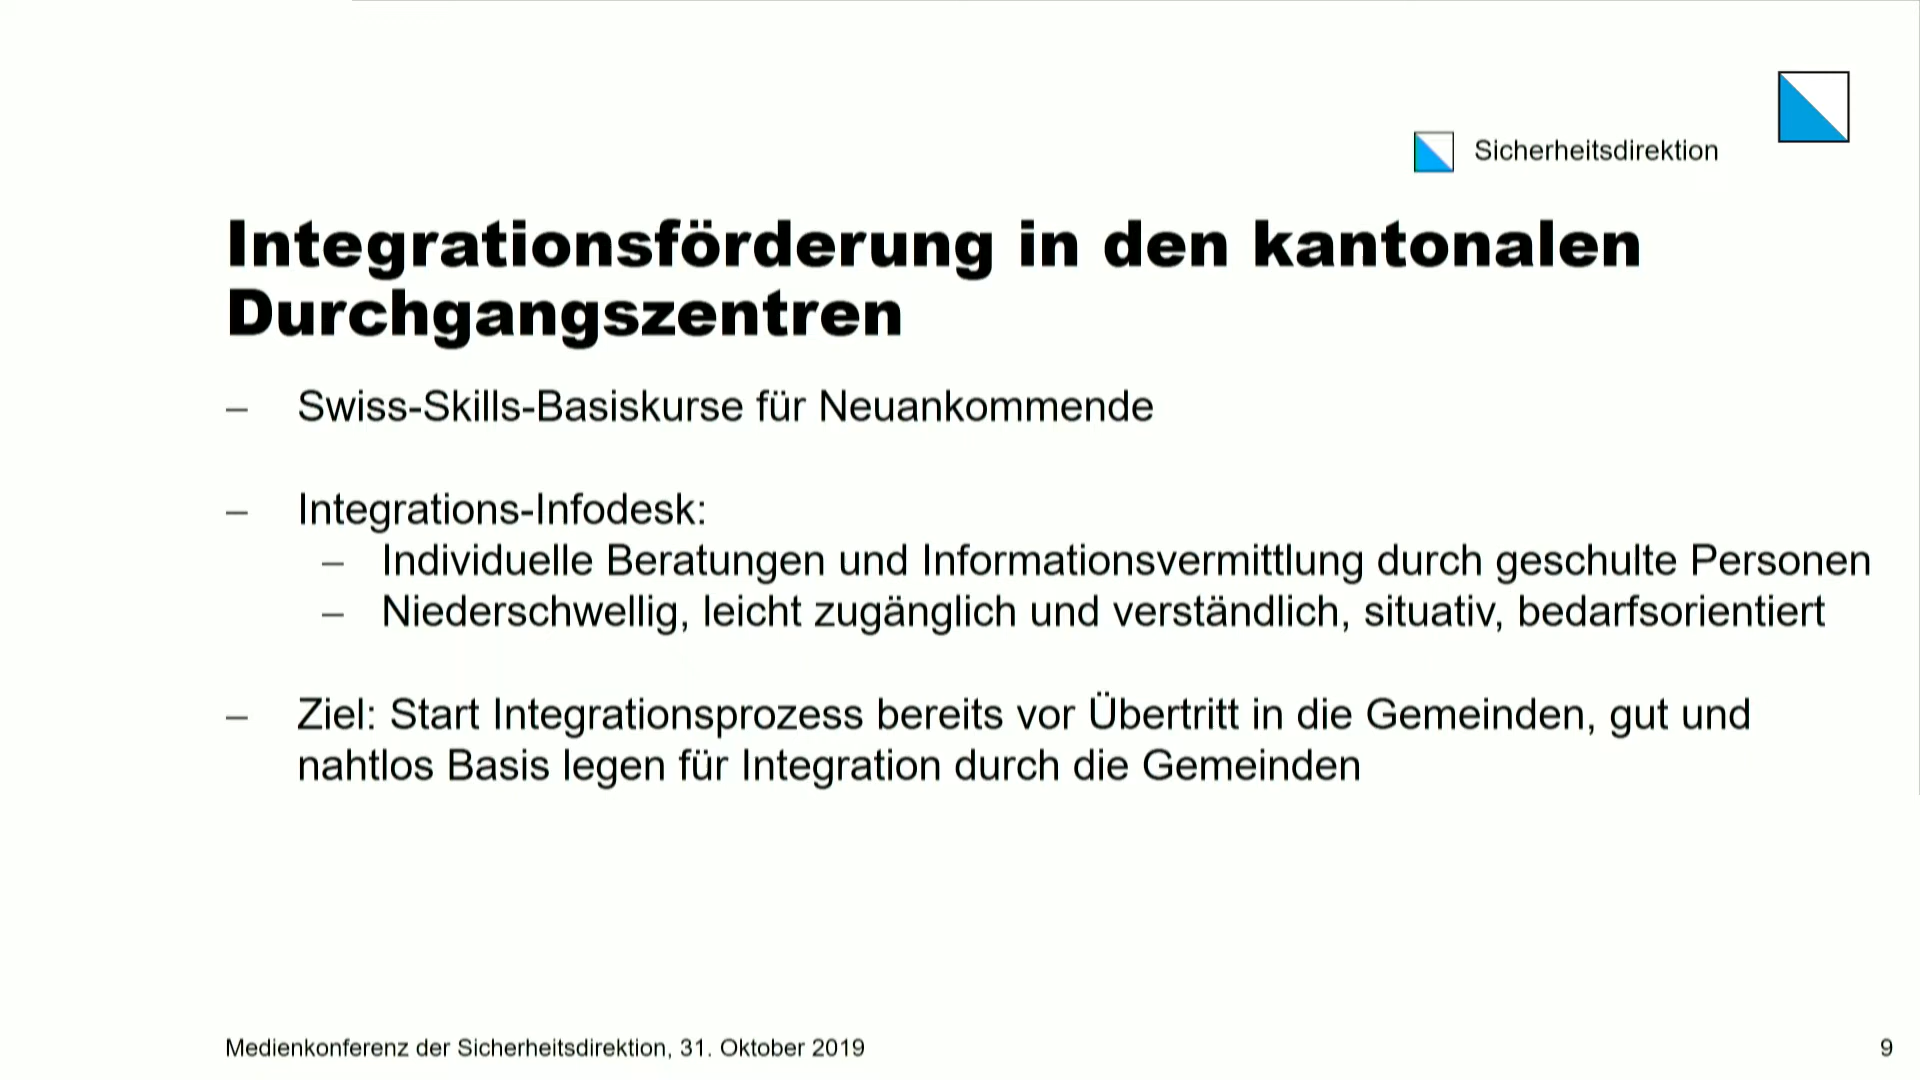 Sicherheitsdirektion
Integrationsförderung in den kantonalen
Durchgangszentren
– Swiss-Skills-Basiskurse für Neuankommende
– Integrations-Infodesk:
– Individuelle Beratungen und Informationsvermittlung durch geschulte Personen
– Niederschwellig, leicht zugänglich und verständlich, situativ, bedarfsorientiert
– Ziel: Start Integrationsprozess bereits vor Übertritt in die Gemeinden, gut und
nahtlos Basis legen für Integration durch die Gemeinden
Medienkonferenz der Sicherheitsdirektion, 31. Oktober 2019
9